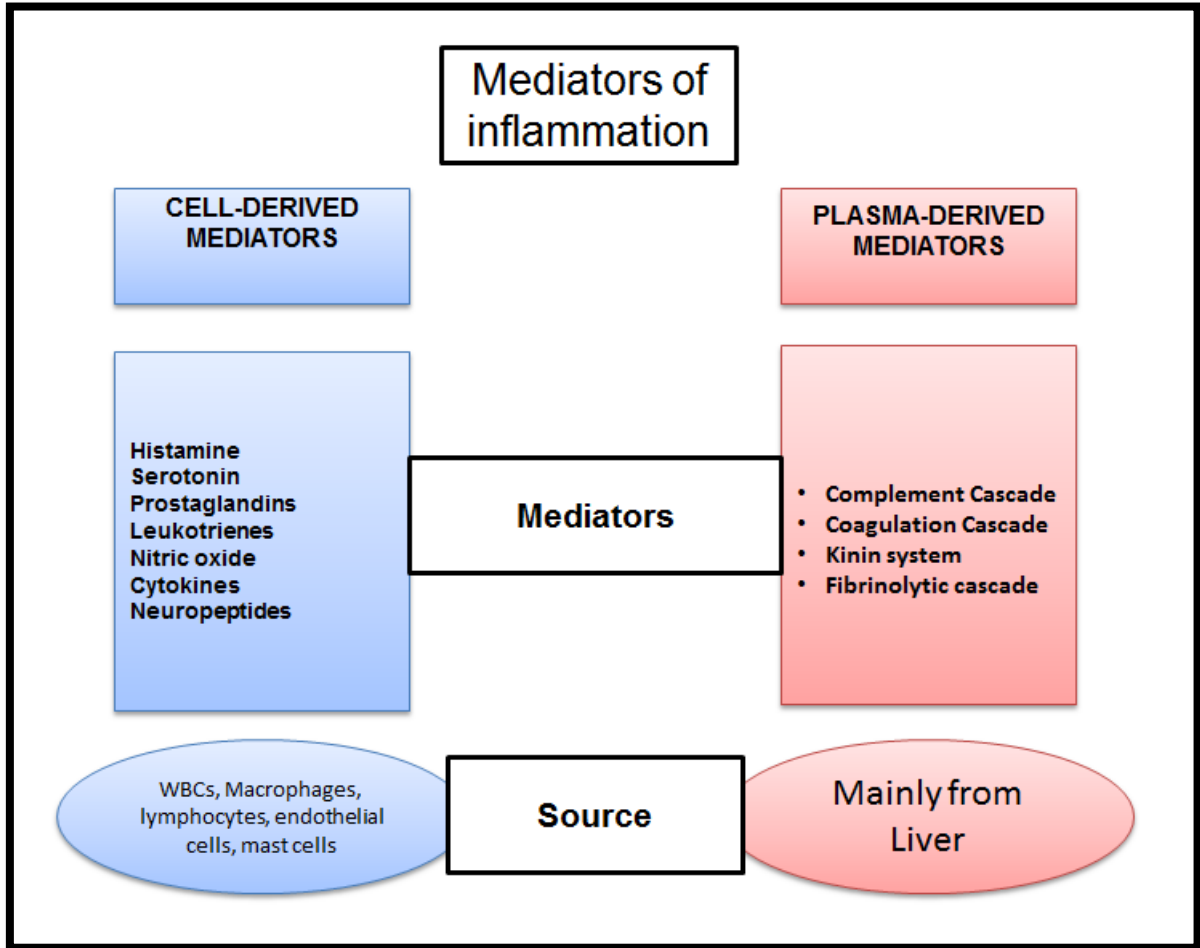 Mediators of
inflammation
CELL-DERIVED
MEDIATORS
PLASMA-DERIVED
MEDIATORS
Histamine
Serotonin
Prostaglandins
Leukotrienes
Nitric oxide
Cytokines
Neuropeptides
Mediators
• Complement Cascade
• Coagulation Cascade
• Kinin system
• Fibrinolytic cascade
WBCs, Macrophages,
lymphocytes, endothelial
cells, mast cells
Source
Mainly from
Liver